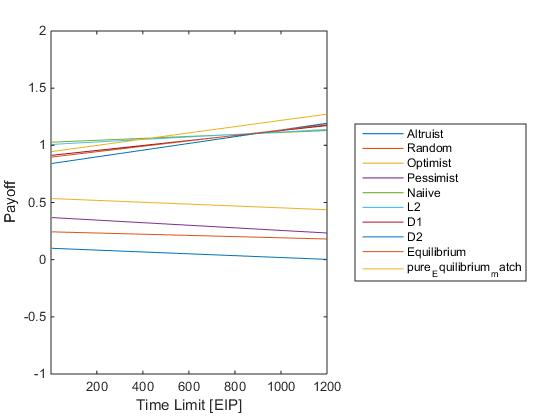 2
1.5
1
0.5
0
-0.5
-1
200 400 600 800 1000 1200
Payoff
Time Limit [EIP]
Altruist
Random
Optimist
Pessimist
Naiive
L2
D1
D2
Equilibrium
pure_Equilibrium_match